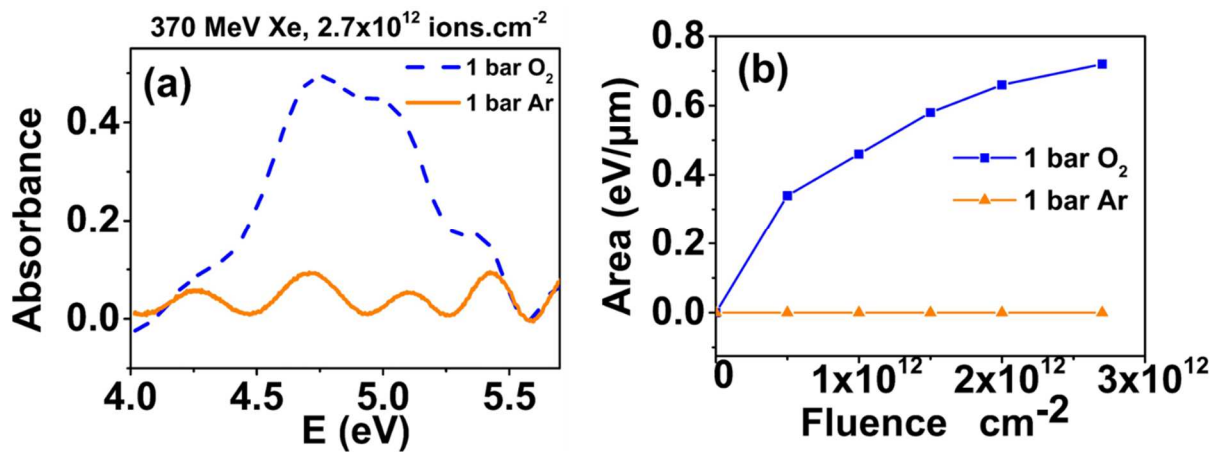 370 MeV Xe, 2.7x10¹² ions.cm⁻²
(a)
1 bar O₂
1 bar Ar
Absorbance
0.4
0.2
0.0
4.0 4.5 5.0 5.5
E (eV)
(b)
1 bar O₂
1 bar Ar
Area (eV/µm)
0.8
0.6
0.4
0.2
0.0
0 1x10¹² 2x10¹² 3x10¹²
Fluence cm⁻²